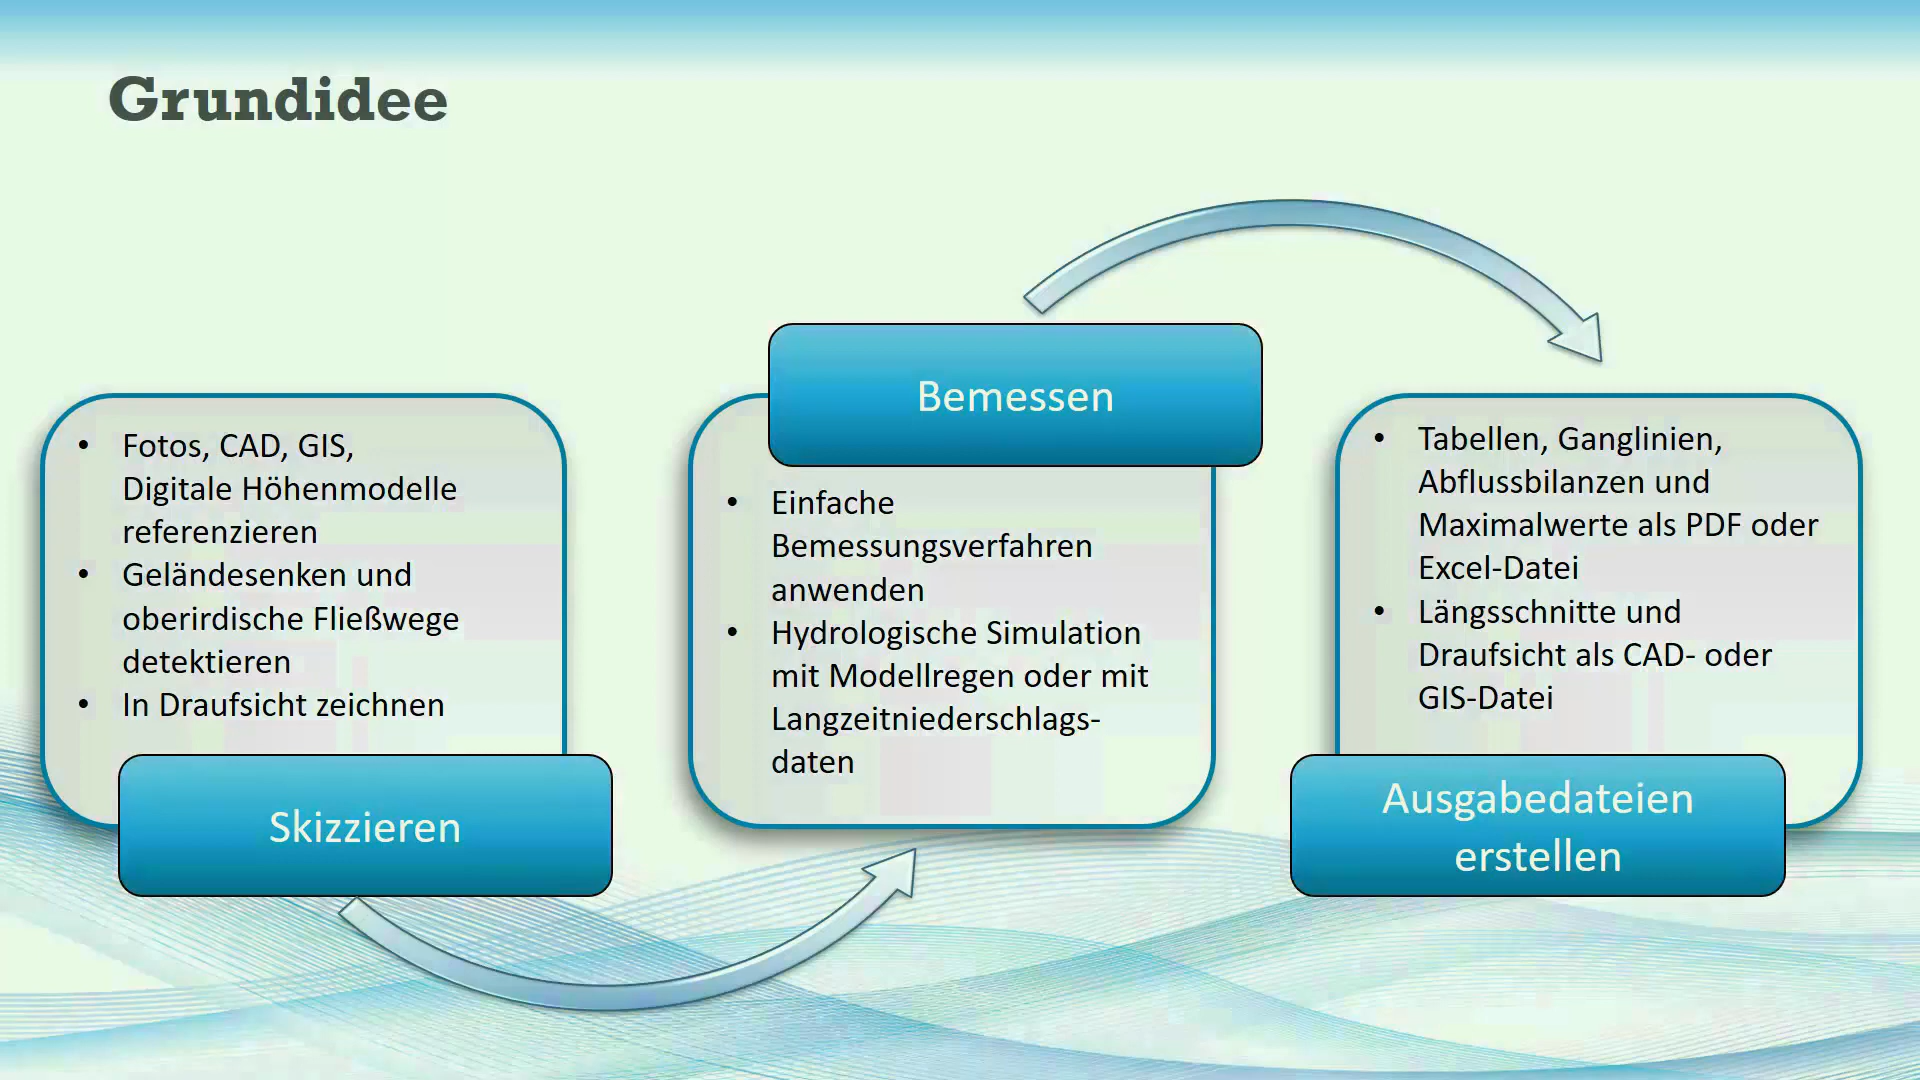 Grundidee
• Fotos, CAD, GIS,
Digitale Höhenmodelle
referenzieren
• Geländesenken und
oberirdische Fließwege
detektieren
• In Draufsicht zeichnen
Skizzieren
Bemessen
• Einfache
Bemessungsverfahren
anwenden
• Hydrologische Simulation
mit Modellregen oder mit
Langzeitniederschlags-
daten
• Tabellen, Ganglinien,
Abflussbilanzen und
Maximalwerte als PDF oder
Excel-Datei
• Längsschnitte und
Draufsicht als CAD- oder
GIS-Datei
Ausgabedateien
erstellen